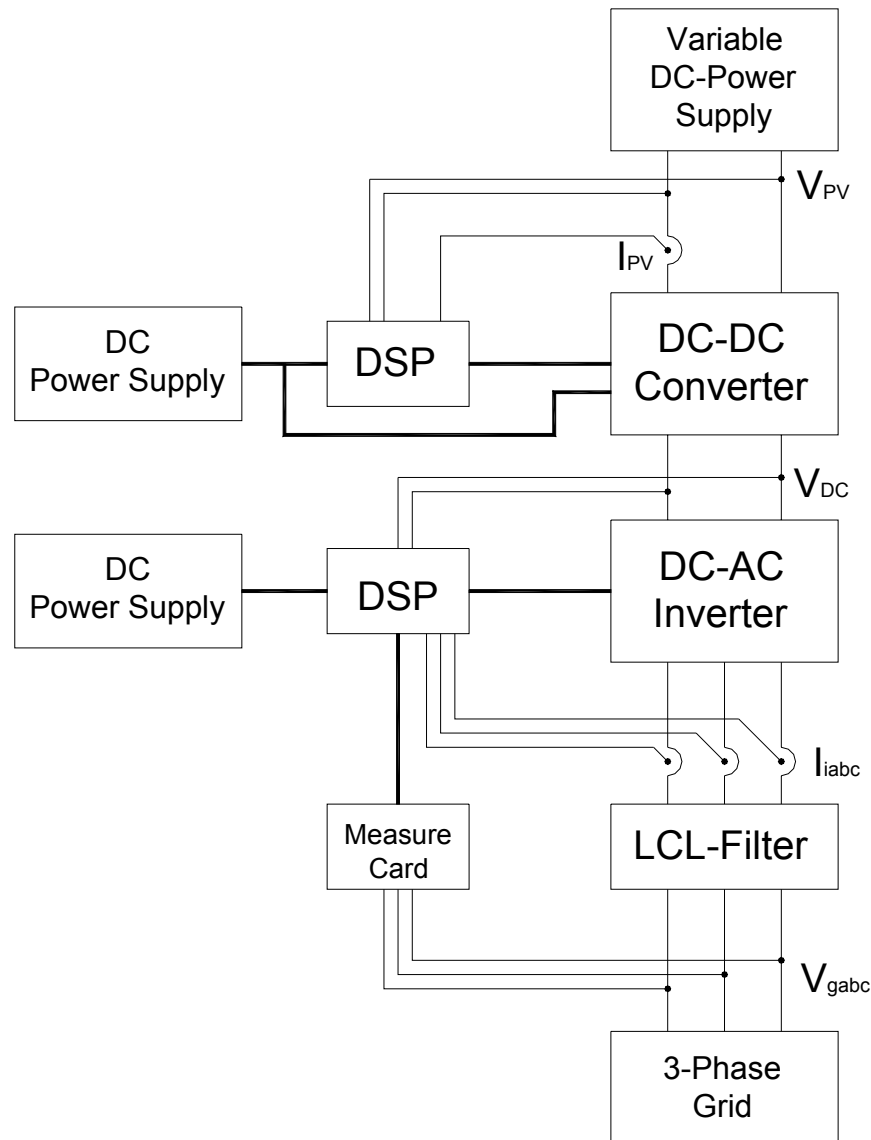 Variable
DC-Power
Supply
VPV
IPV
DC
Power Supply
DSP
DC-DC
Converter
VDC
DC
Power Supply
DSP
DC-AC
Inverter
Iiabc
Measure
Card
LCL-Filter
Vgabc
3-Phase
Grid